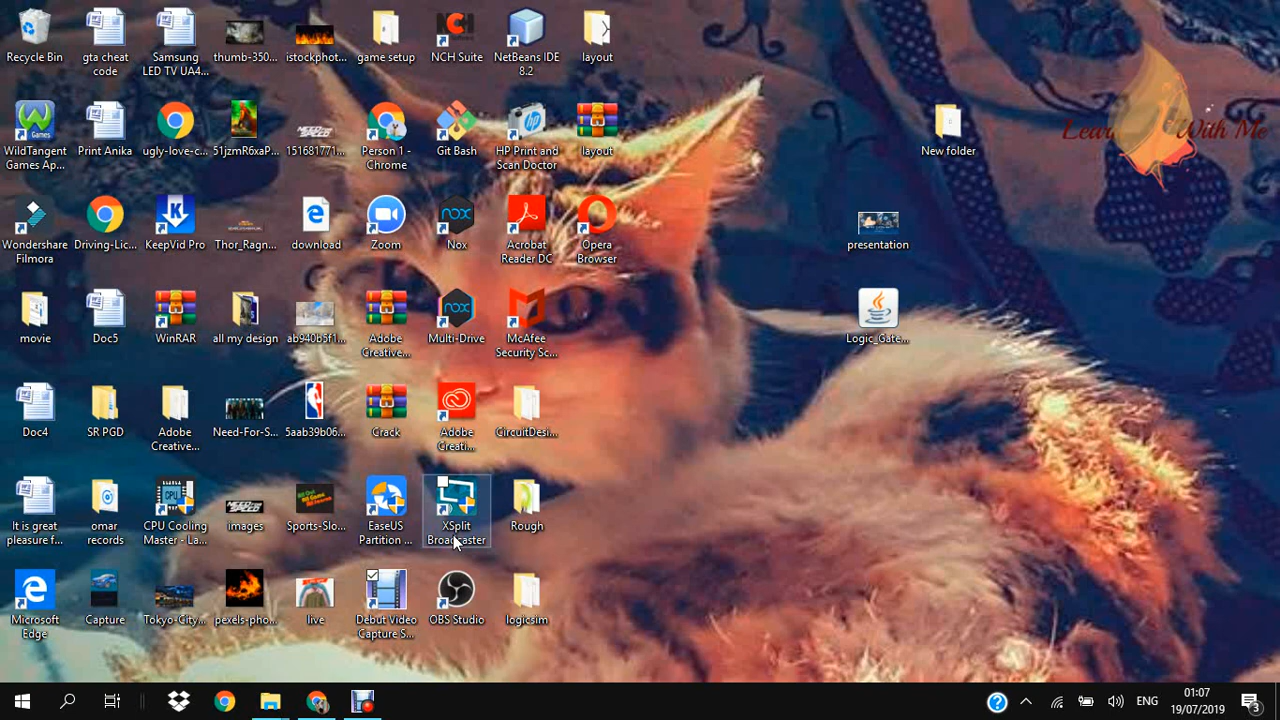 Recycle Bin
gta cheat
code
Samsung
LED TV UA4...
thumb-350...
istockphot...
game setup
NCH Suite
NetBeans IDE
8.2
layout
WildTangent
Games Ap...
Print Anika
ugly-love-c...
51jzmR6xaP...
151681771...
Person 1 -
Chrome
Git Bash
HP Print and
Scan Doctor
layout
New folder
With Me
Wondershare
Filmora
Driving-Lic...
KeepVid Pro
Thor_Ragn...
download
Zoom
Nox
Acrobat
Reader DC
Opera
Browser
presentation
movie
Doc5
WinRAR
all my design
ab940b5f1...
Adobe
Creative...
Multi-Drive
McAfee
Security Sc...
Logic_Gate...
Doc4
SR PGD
Adobe
Creative...
Need-For-S...
5aab39b06...
Crack
Adobe
Creati...
CircuitDesi...
It is great
pleasure f...
omar
records
CPU Cooling
Master - La...
images
Sports-Slo...
EaseUS
Partition ...
XSplit
Broadcaster
Rough
Microsoft
Edge
Capture
Tokyo-City...
pexels-pho...
live
Debut Video
Capture S...
OBS Studio
logicsim
ENG
01:07
19/07/2019
3